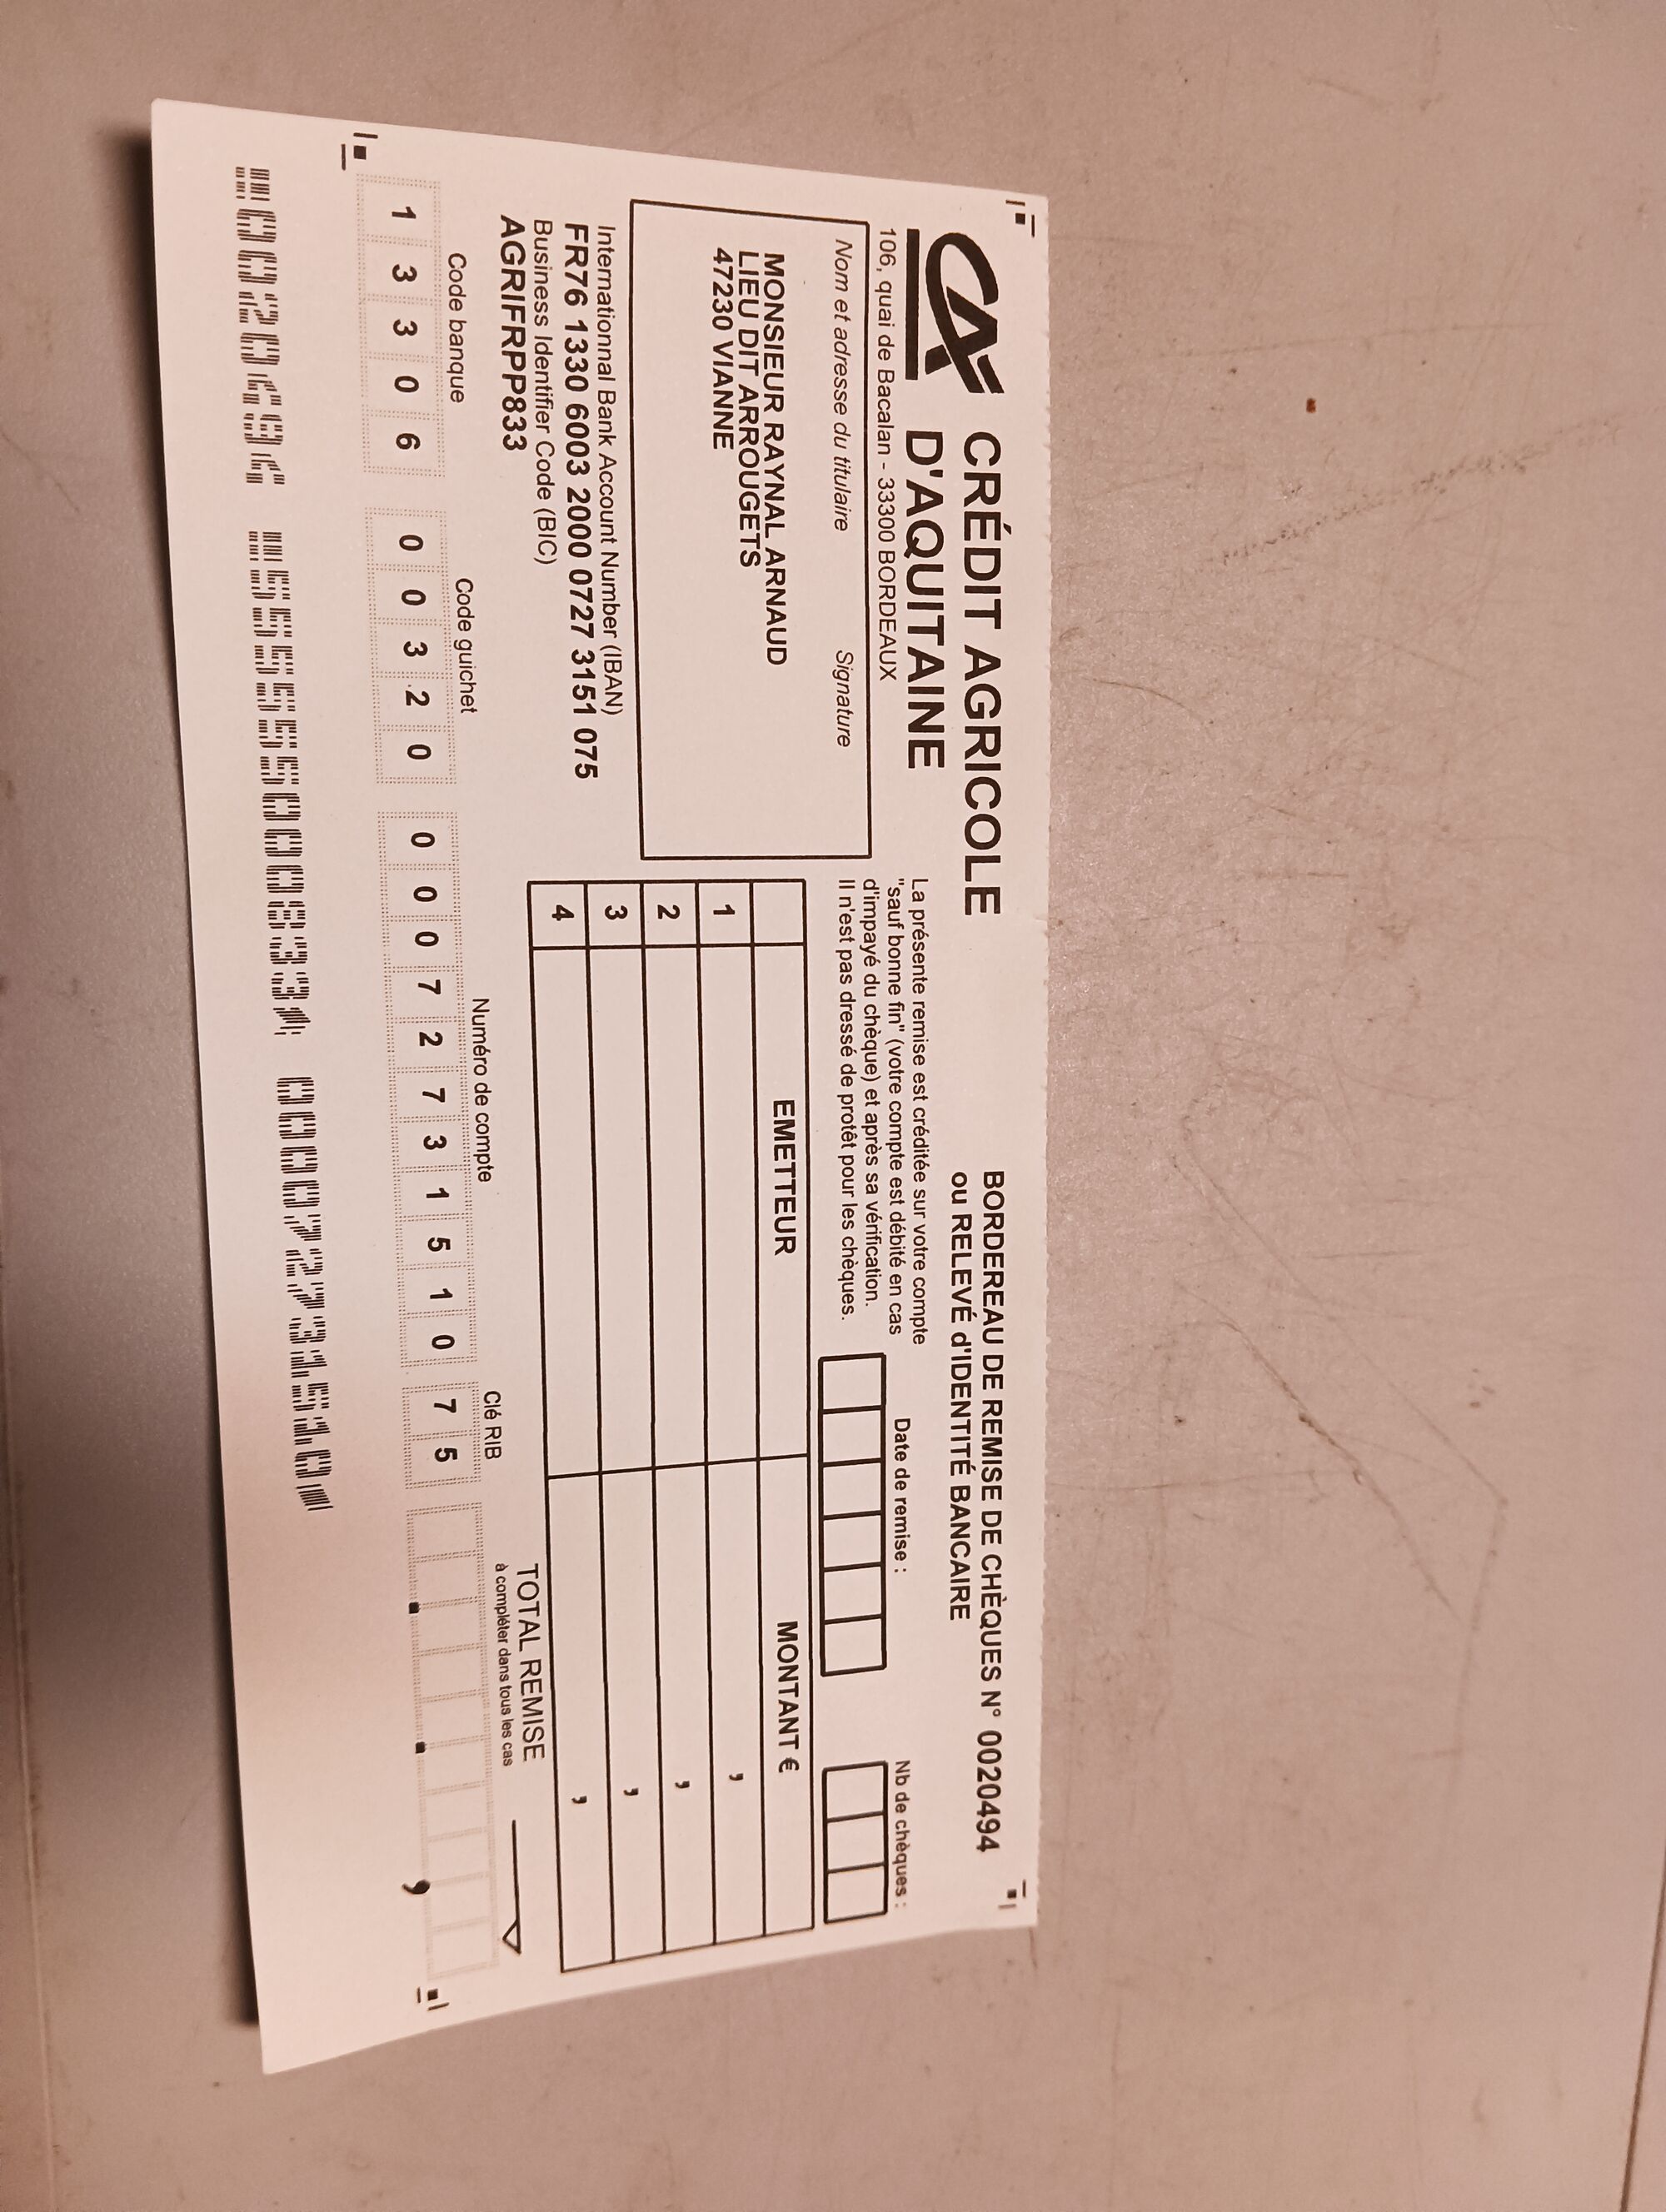 CA CRÉDIT AGRICOLE
D'AQUITAINE
106, quai de Bacalan - 33300 BORDEAUX
BORDEREAU DE REMISE DE CHÈQUES N° 0020494
ou RELEVÉ d'IDENTITÉ BANCAIRE
La présente remise est créditée sur votre compte
"sauf bonne fin" (votre compte est débité en cas
d'impayé du chèque) et après sa vérification.
Il n'est pas dressé de protêt pour les chèques.
Date de remise :
Nb de chèques :
Nom et adresse du titulaire Signature
MONSIEUR RAYNAL ARNAUD
LIEU DIT ARROUGETS
47230 VIANNE
EMETTEUR MONTANT €
1 ,
2 ,
3 ,
4 ,
Internationnal Bank Account Number (IBAN)
FR76 1330 6003 2000 0727 3151 075
Business Identifier Code (BIC)
AGRIFRPP833
TOTAL REMISE
à compléter dans tous les cas
Code banque Code guichet Numéro de compte Clé RIB
1 3 3 0 6 0 0 3 2 0 0 0 0 7 2 7 3 1 5 1 0 7 5 . . ,
0020494 55555008331 00072731510